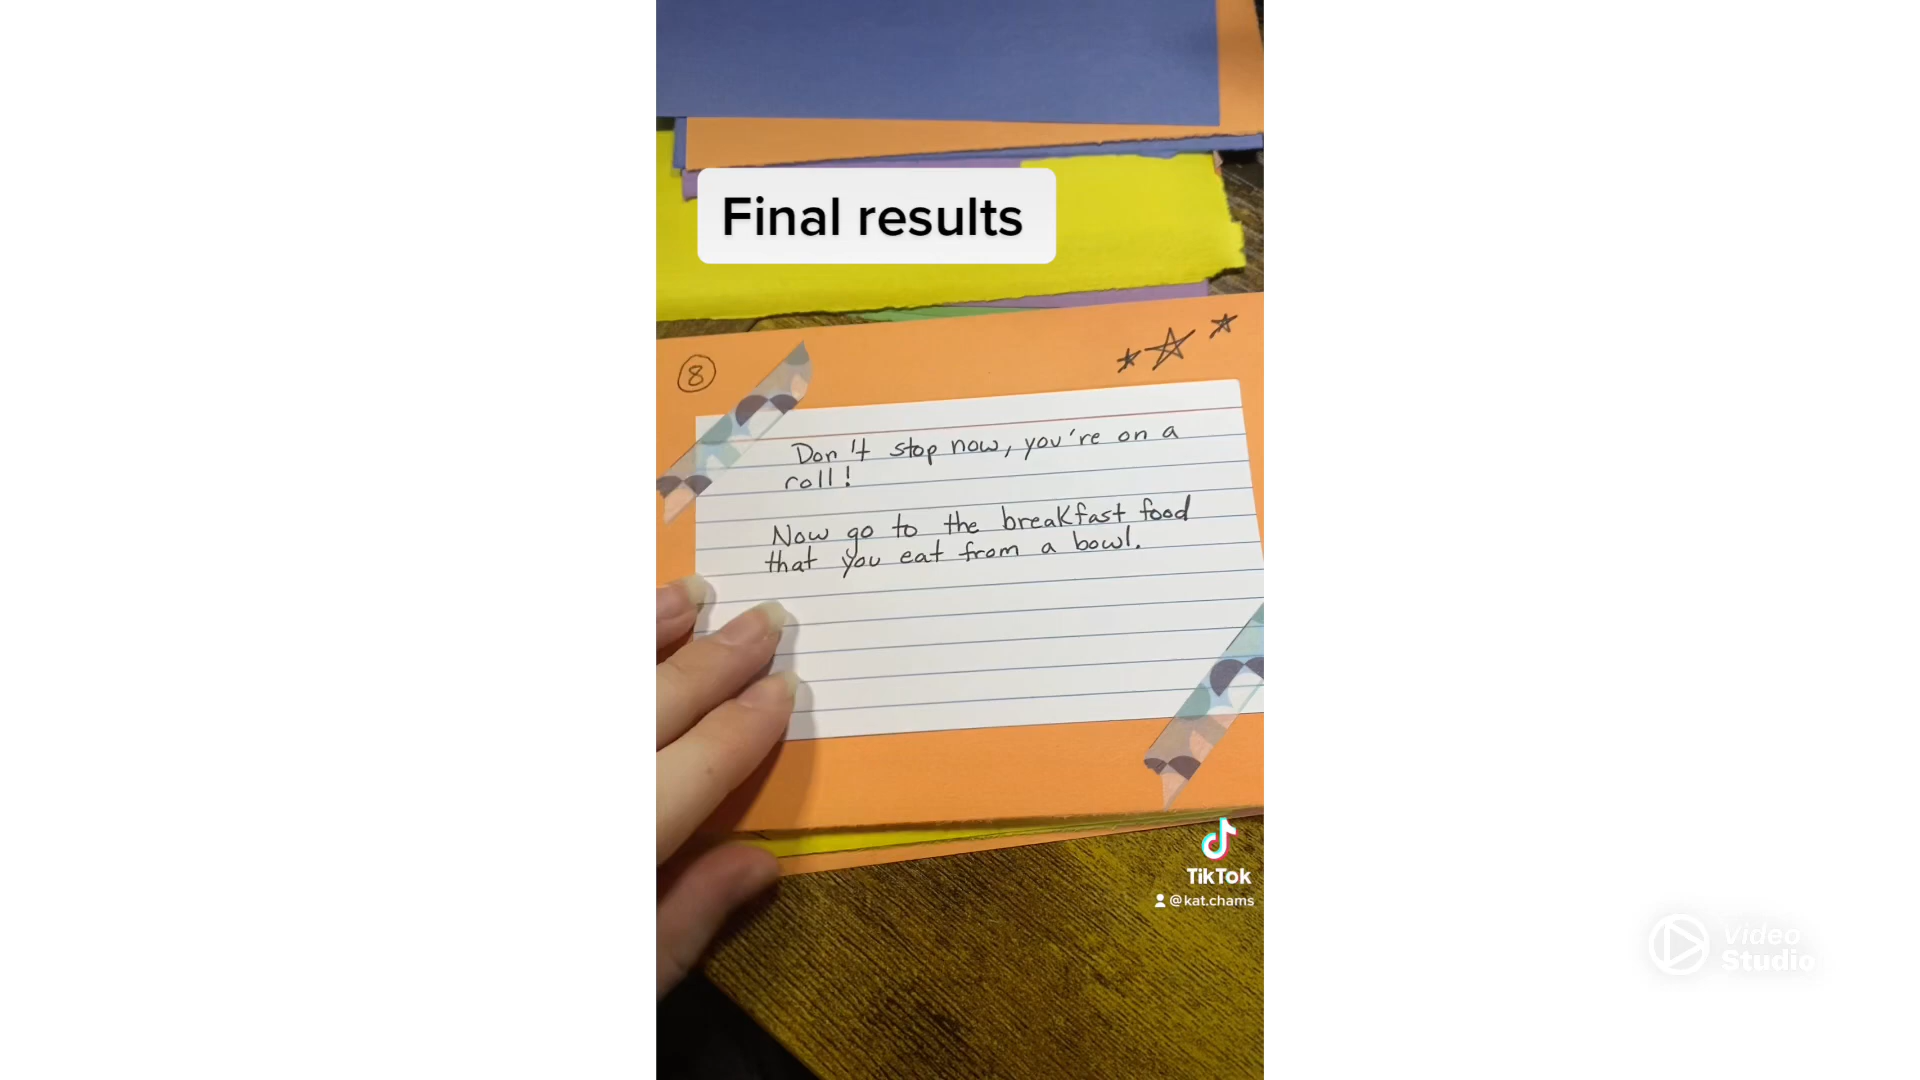 Final results
8
Don't stop now, you're on a
roll!
Now go to the breakfast food
that you eat from a bowl.
TikTok
@kat.chams
Video
Studio